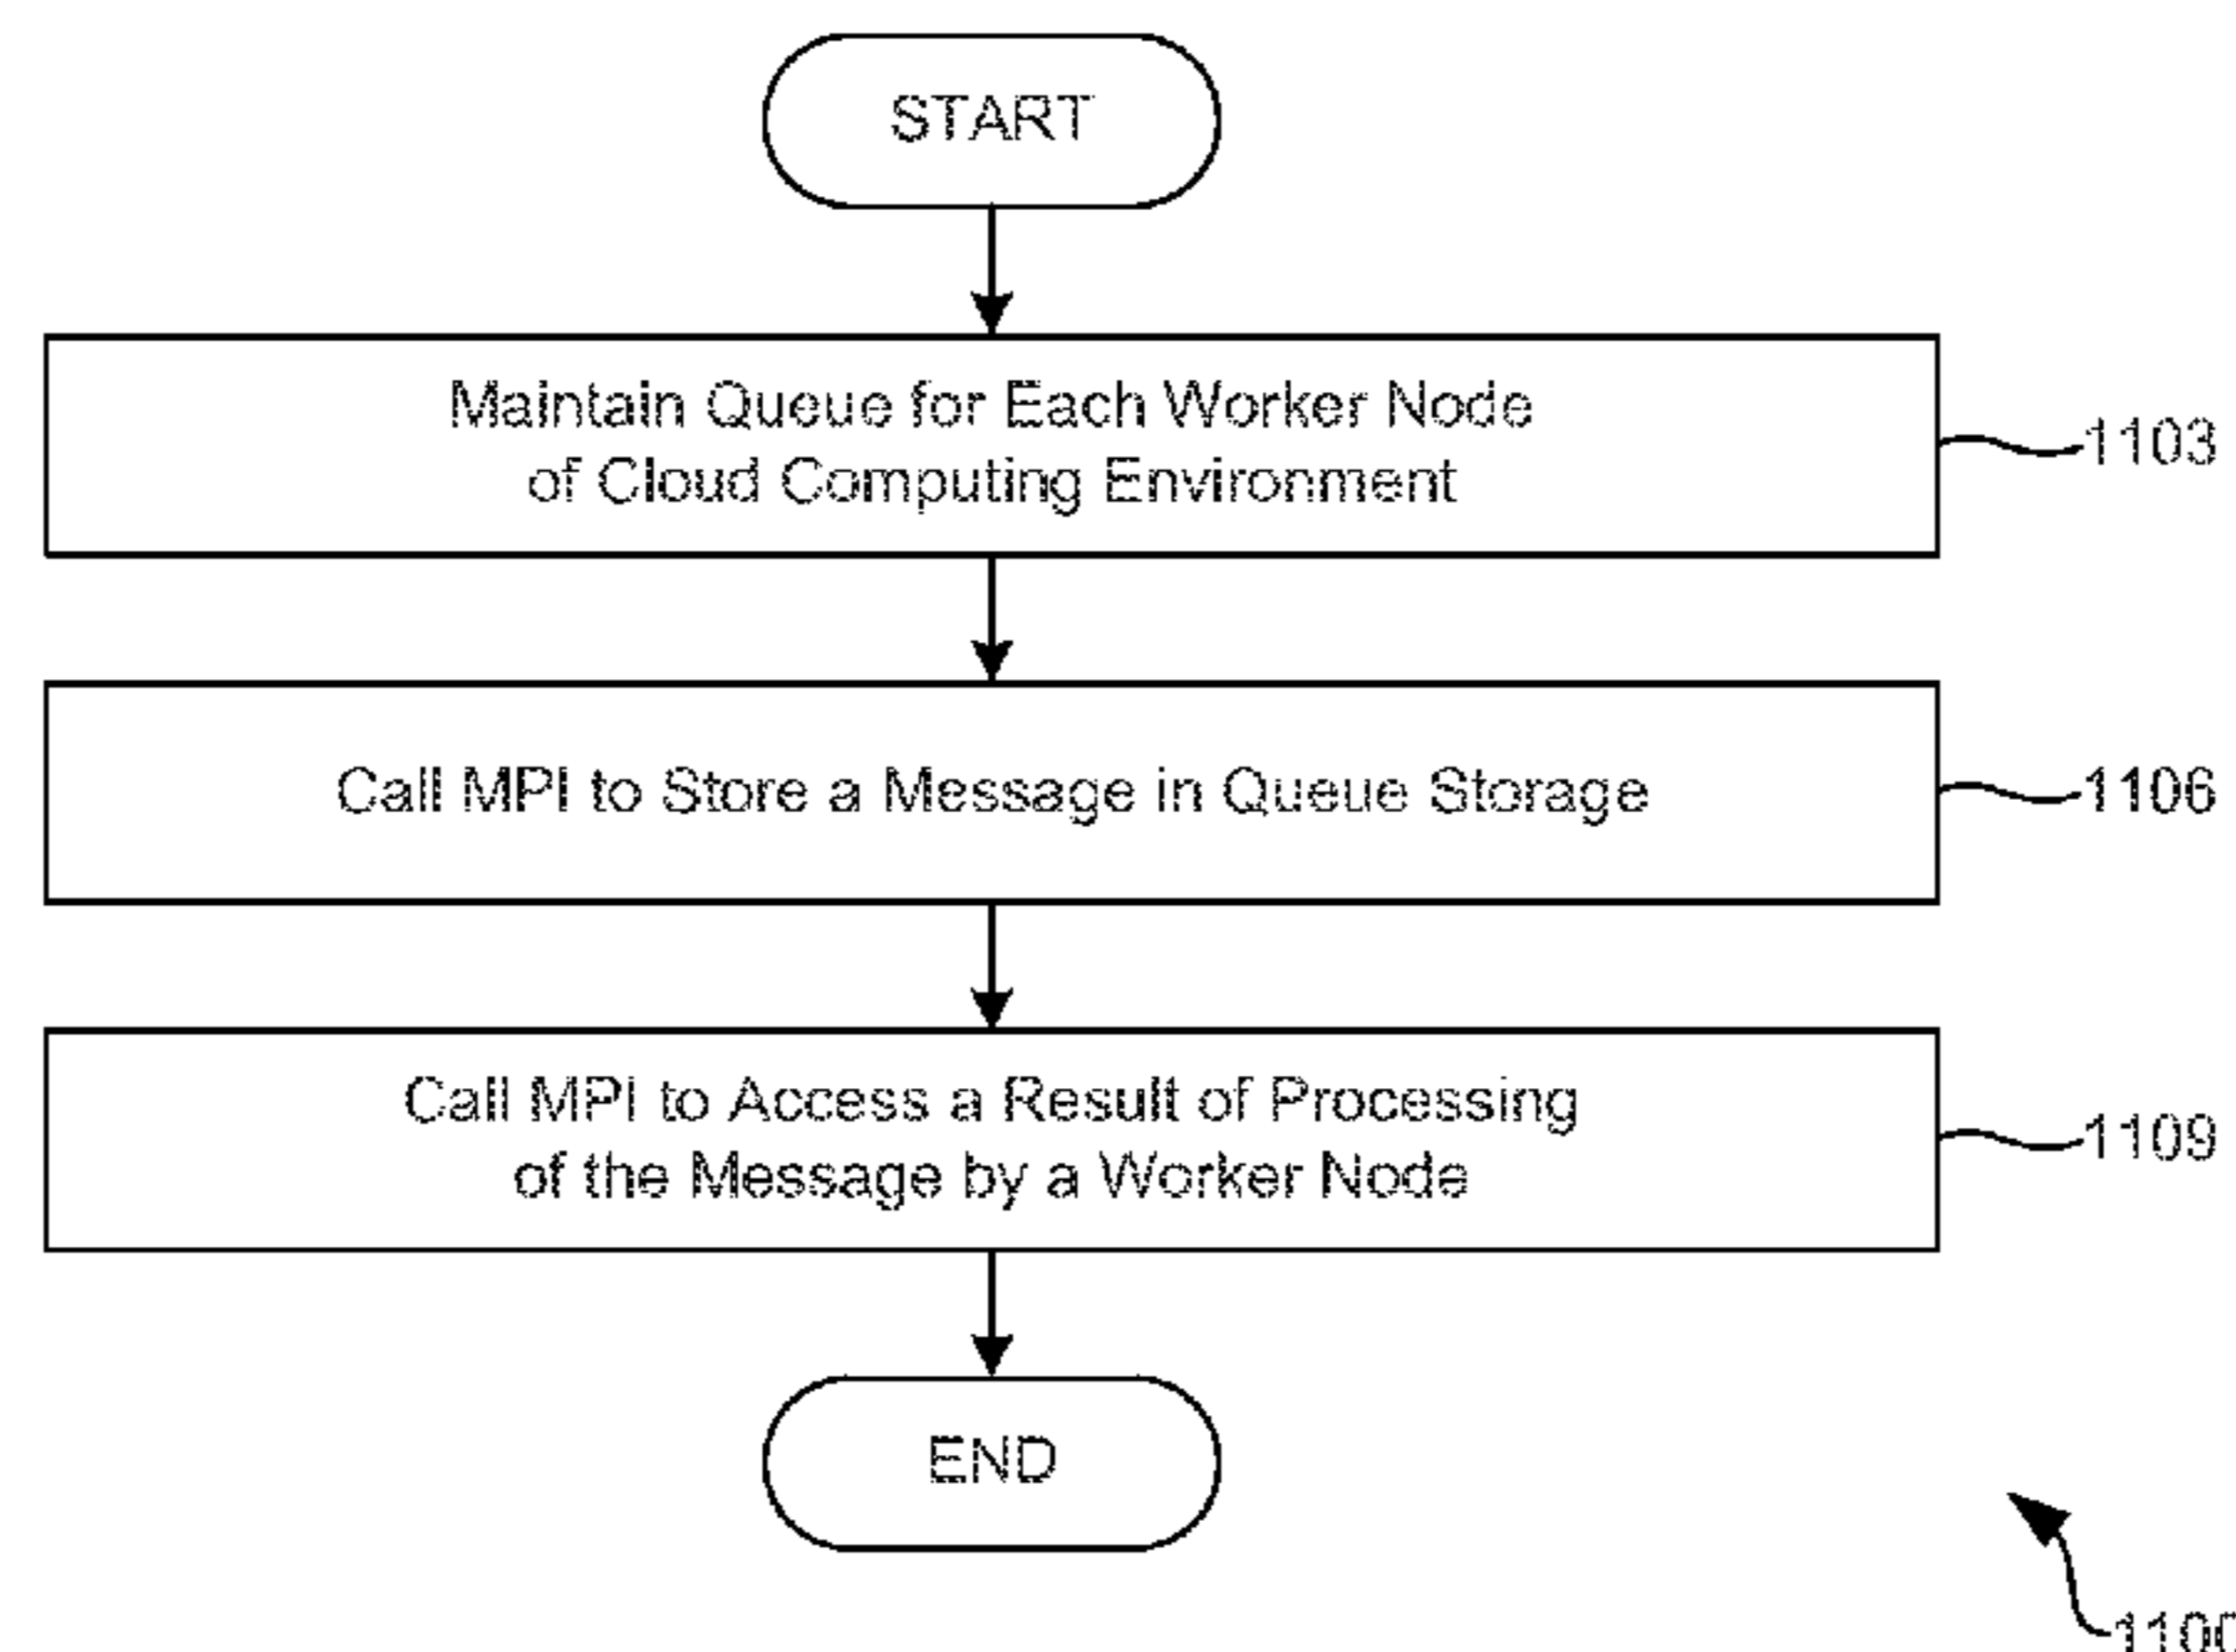 START
Maintain Queue for Each Worker Node
of Cloud Computing Environment
1103
Call MPI to Store a Message in Queue Storage
1106
Call MPI to Access a Result of Processing
of the Message by a Worker Node
1109
END
1100